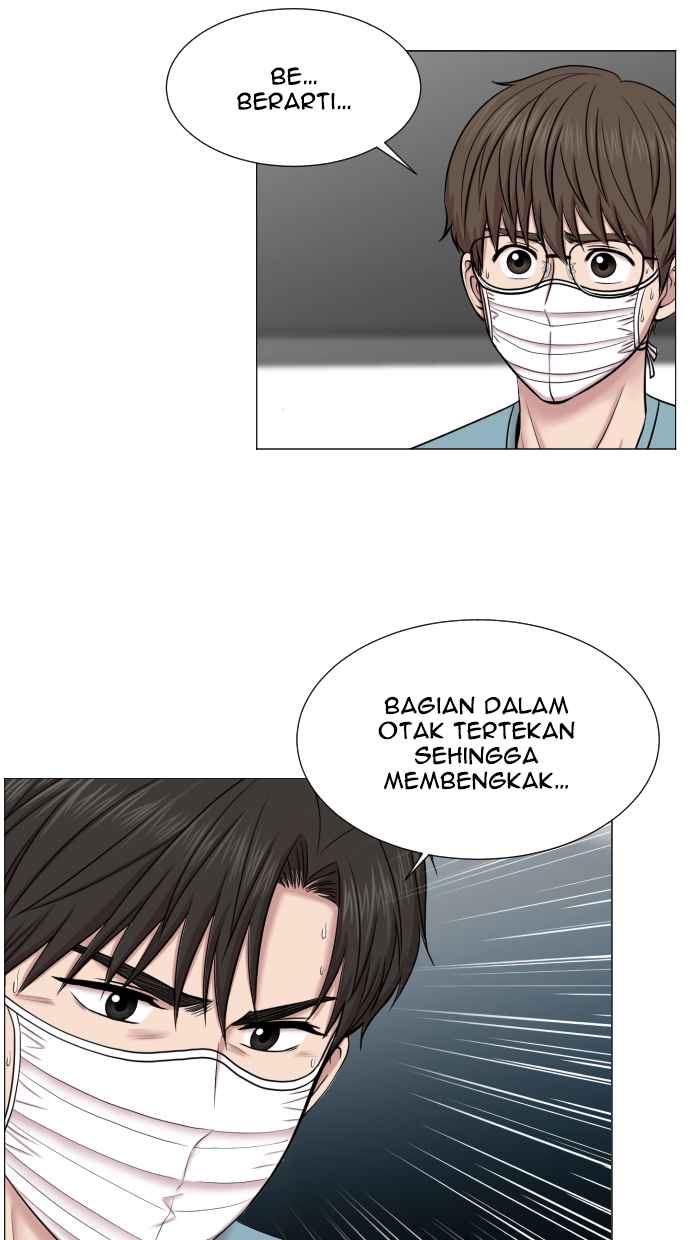 BE...
BERARTI...
BAGIAN DALAM
OTAK TERTEKAN
SEHINGGA
MEMBENGKAK...